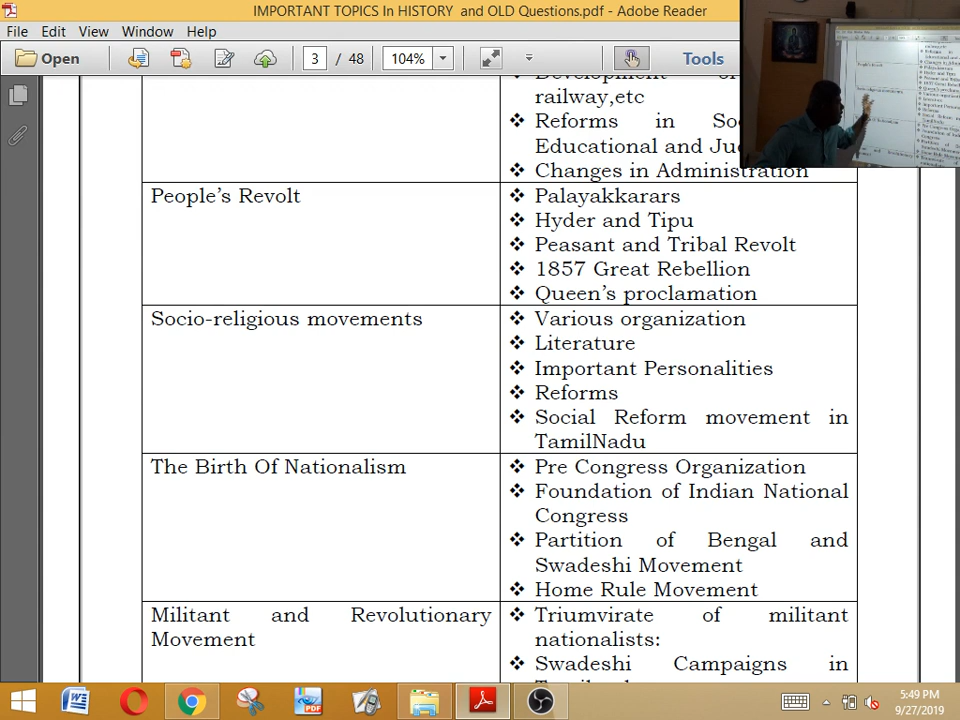 IMPORTANT TOPICS In HISTORY and OLD Questions.pdf - Adobe Reader
File Edit View Window Help
Open 3 / 48 104% Tools
railway,etc
❖ Reforms in
Educational and
❖ Changes in Administration
People's Revolt
❖ Palayakkarars
❖ Hyder and Tipu
❖ Peasant and Tribal Revolt
❖ 1857 Great Rebellion
❖ Queen's proclamation
Socio-religious movements
❖ Various organization
❖ Literature
❖ Important Personalities
❖ Reforms
❖ Social Reform movement in
TamilNadu
The Birth Of Nationalism
❖ Pre Congress Organization
❖ Foundation of Indian National
Congress
❖ Partition of Bengal and
Swadeshi Movement
❖ Home Rule Movement
Militant and Revolutionary
Movement
❖ Triumvirate of militant
nationalists:
❖ Swadeshi Campaigns in
5:49 PM
9/27/2019